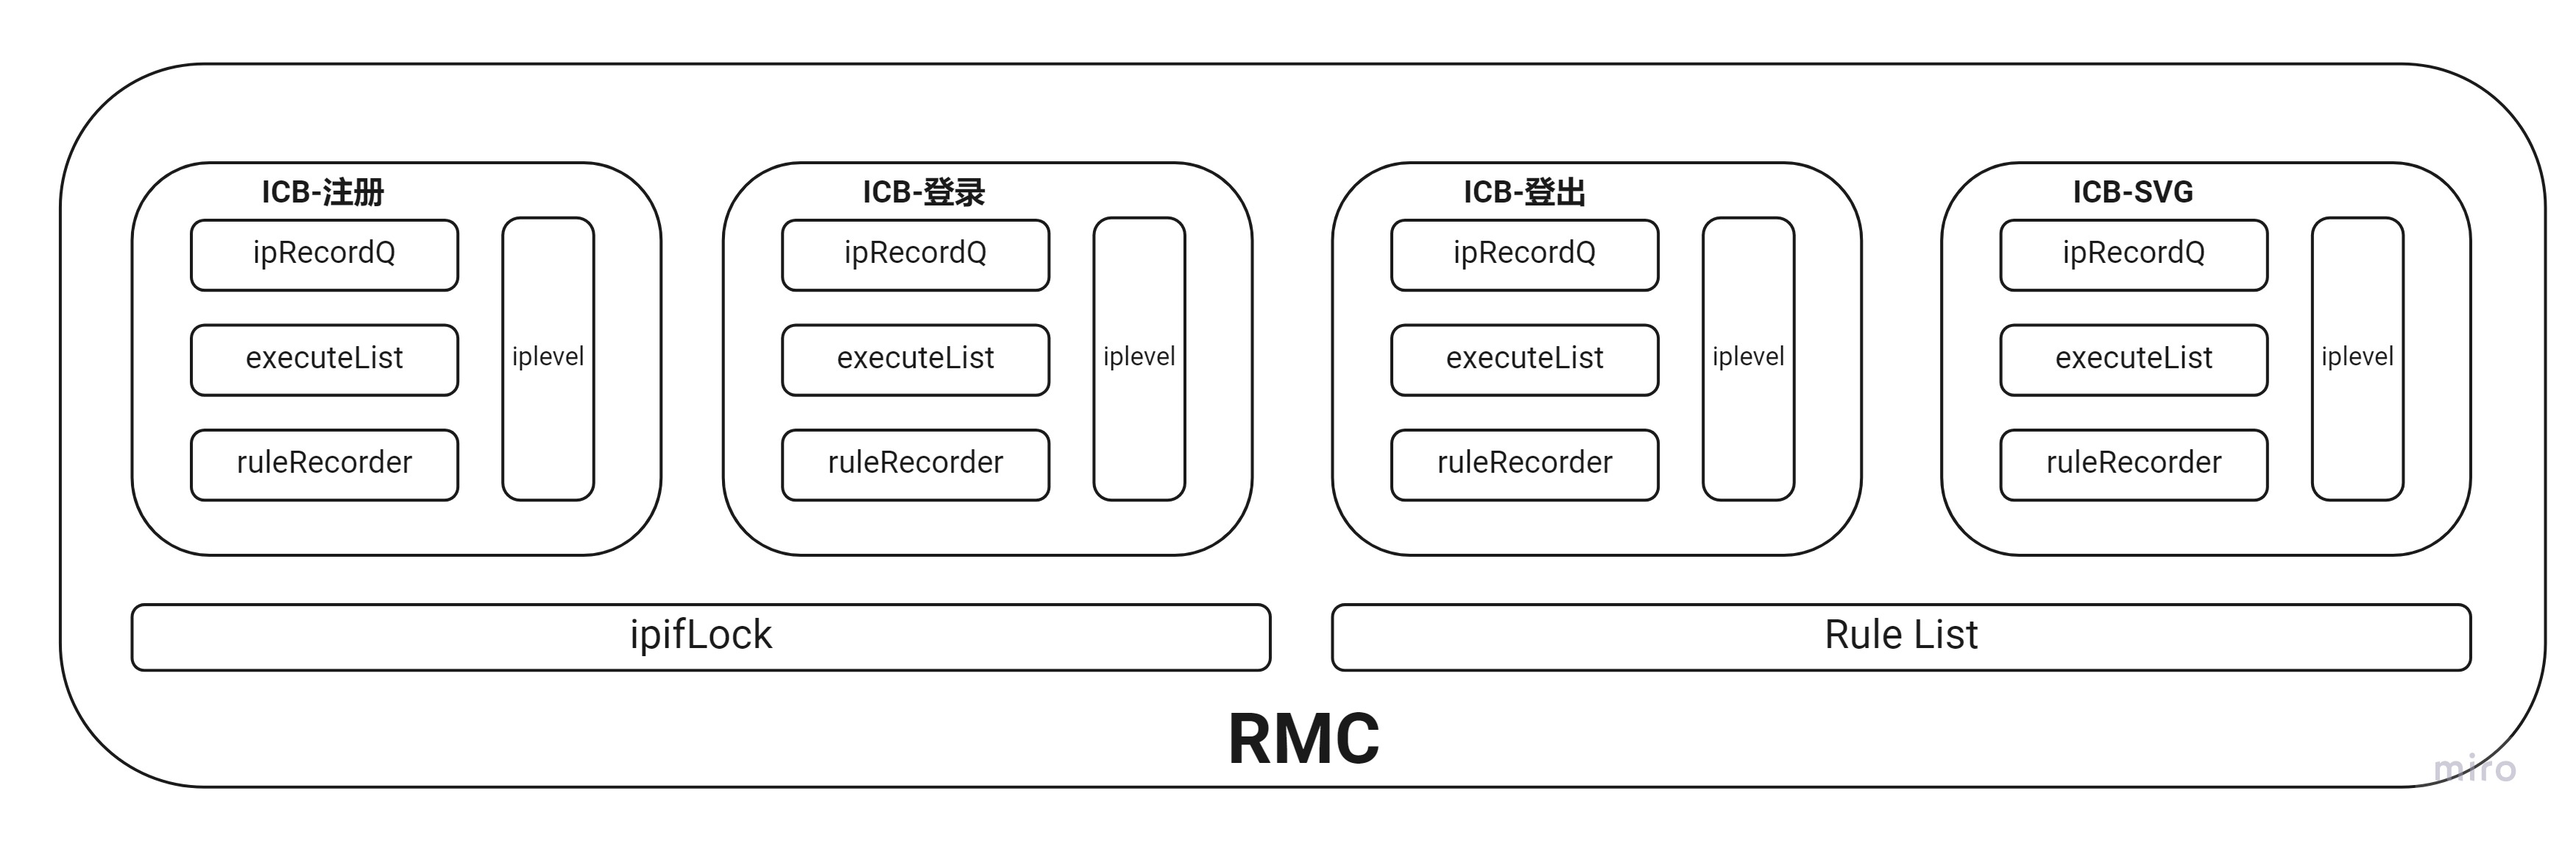 ICB-注册
ipRecordQ
executeList
ruleRecorder
iplevel
ICB-登录
ipRecordQ
executeList
ruleRecorder
iplevel
ICB-登出
ipRecordQ
executeList
ruleRecorder
iplevel
ICB-SVG
ipRecordQ
executeList
ruleRecorder
iplevel
ipifLock
Rule List
RMC
miro